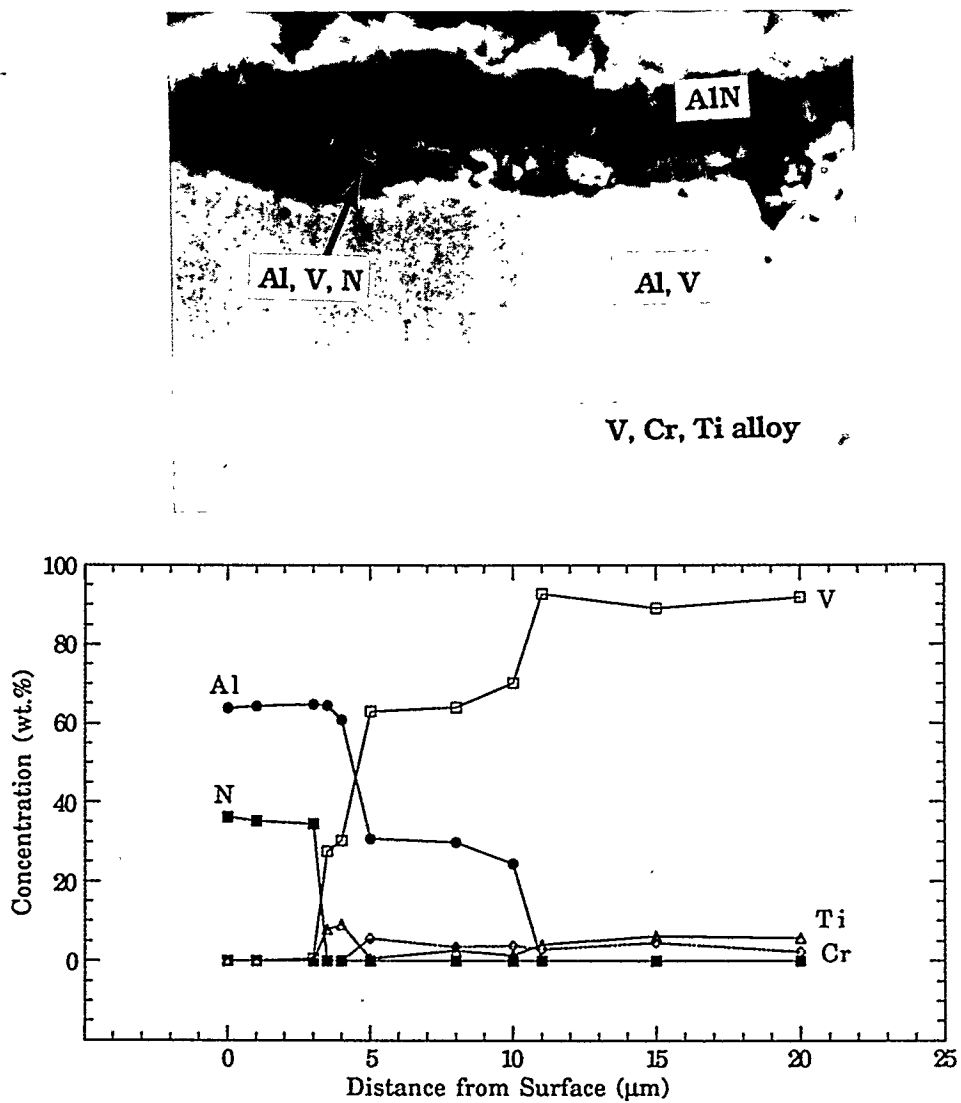 AlN
Al, V, N
Al, V
V, Cr, Ti alloy
100
80
60
40
20
0
Concentration (wt.%)
Al
N
V
Ti
Cr
0 5 10 15 20 25
Distance from Surface (μm)